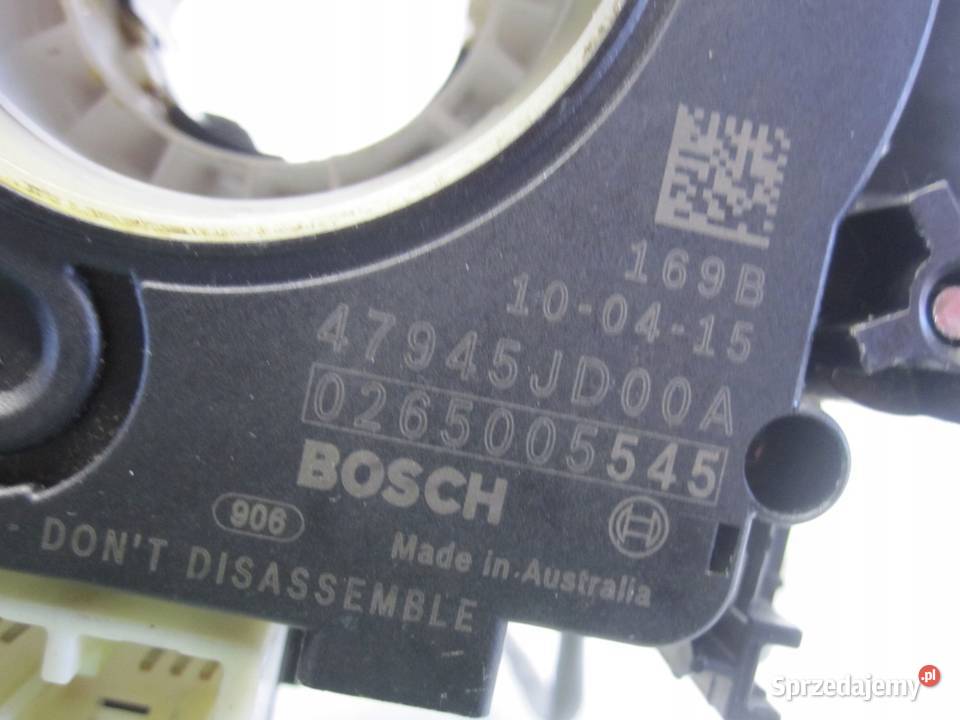 169B
10-04-15
47945JD00A
0265005545
BOSCH
906
Made in Australia
DON'T DISASSEMBLE
Sprzedajemy.pl